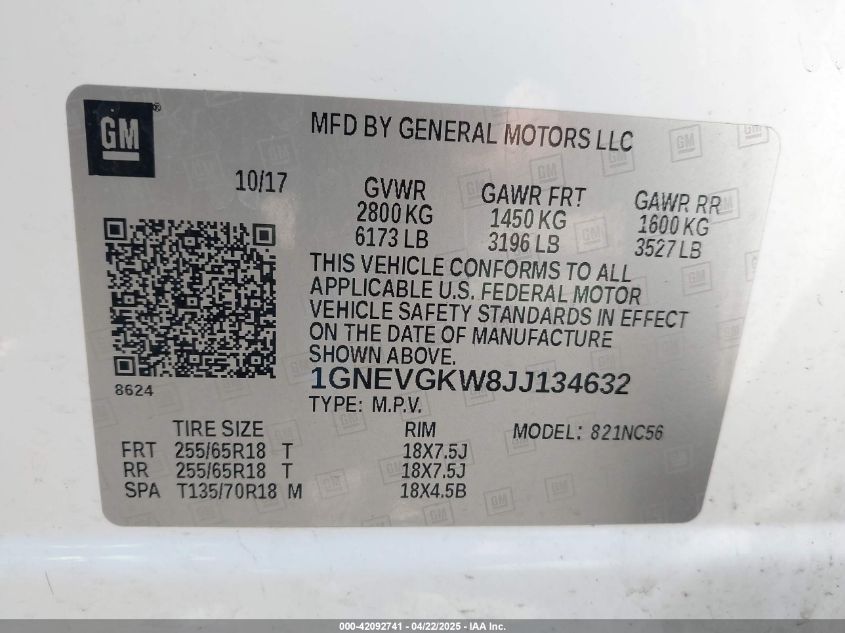 GM
®
MFD BY GENERAL MOTORS LLC
10/17
GVWR GAWR FRT GAWR RR
2800 KG 1450 KG 1600 KG
6173 LB 3196 LB 3527 LB
THIS VEHICLE CONFORMS TO ALL
APPLICABLE U.S. FEDERAL MOTOR
VEHICLE SAFETY STANDARDS IN EFFECT
ON THE DATE OF MANUFACTURE
SHOWN ABOVE.
8624
1GNEVGKW8JJ134632
TYPE: M.P.V.
TIRE SIZE RIM MODEL: 821NC56
FRT 255/65R18 T 18X7.5J
RR 255/65R18 T 18X7.5J
SPA T135/70R18 M 18X4.5B
000-42092741 - 04/22/2025 - IAA Inc.